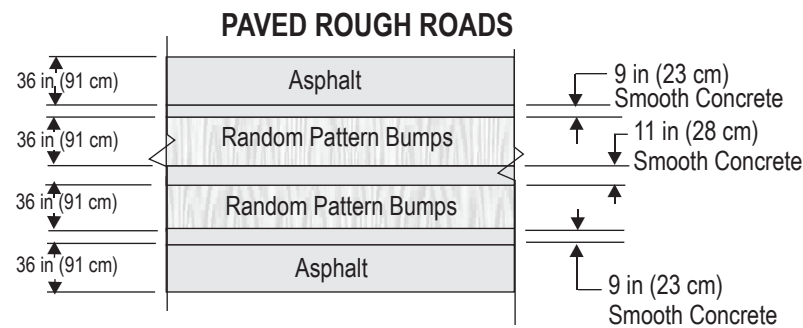 PAVED ROUGH ROADS
36 in (91 cm)
Asphalt
9 in (23 cm)
Smooth Concrete
36 in (91 cm)
Random Pattern Bumps
11 in (28 cm)
Smooth Concrete
36 in (91 cm)
Random Pattern Bumps
36 in (91 cm)
Asphalt
9 in (23 cm)
Smooth Concrete